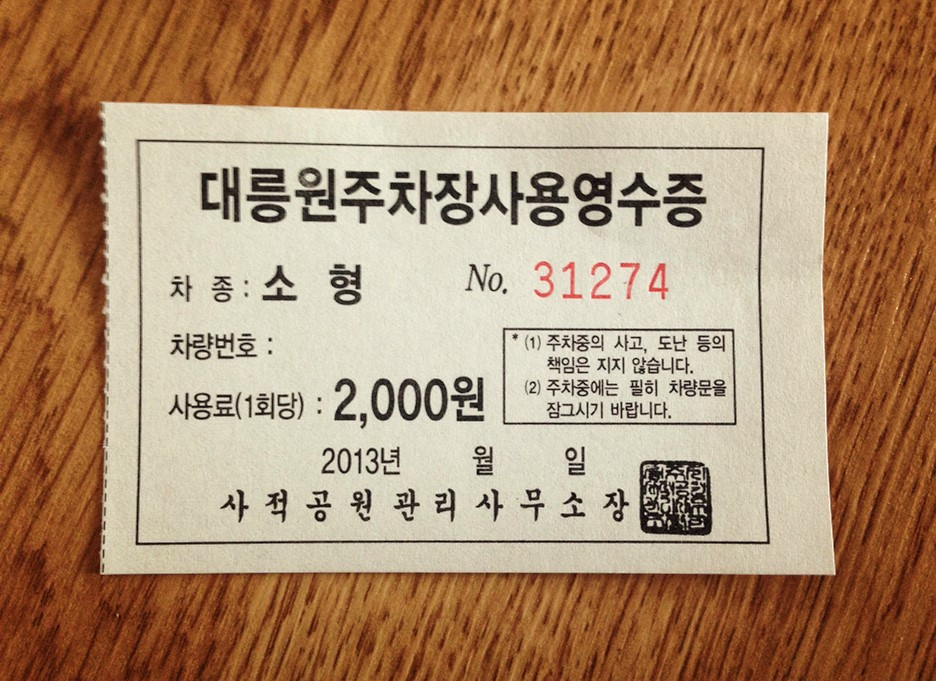 대릉원주차장사용영수증
차 종 : 소 형 No. 31274
차량번호 :
* (1) 주차중의 사고, 도난 등의
책임은 지지 않습니다.
(2) 주차중에는 필히 차량문을
잠그시기 바랍니다.
사용료(1회당) : 2,000원
2013년 월 일
사적공원관리사무소장